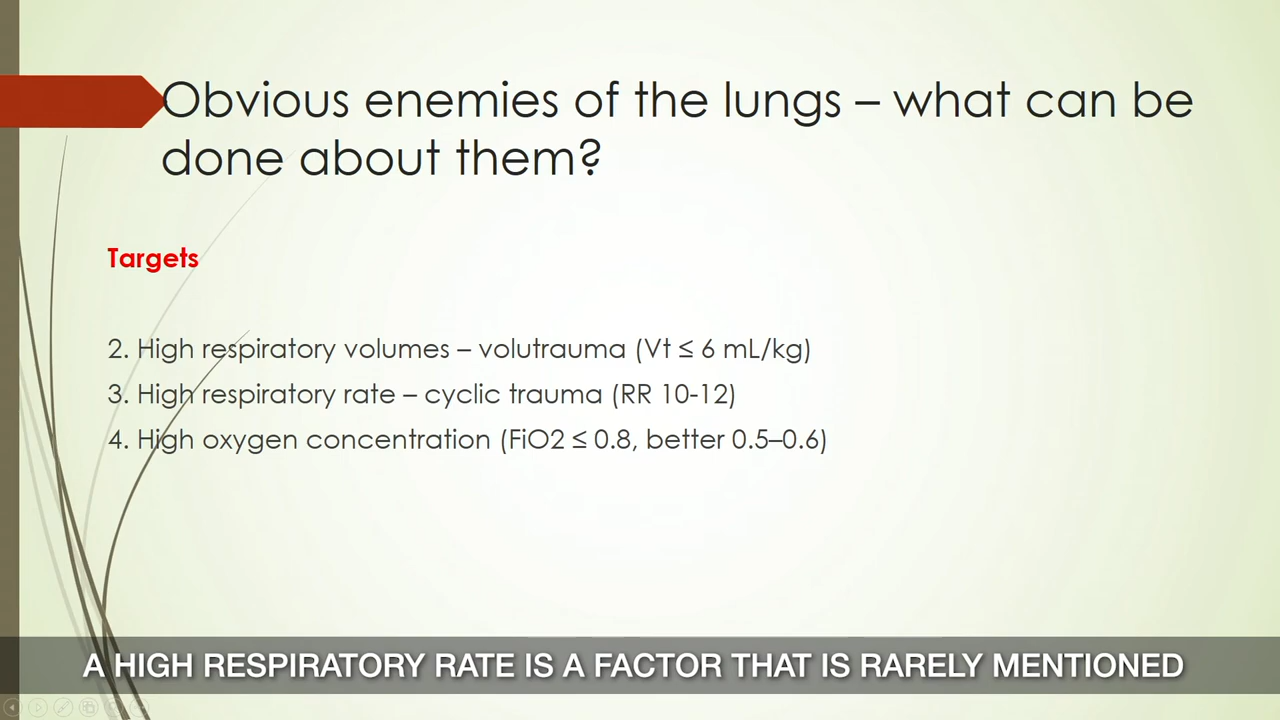 Obvious enemies of the lungs – what can be
done about them?
Targets
2. High respiratory volumes – volutrauma (Vt ≤ 6 mL/kg)
3. High respiratory rate – cyclic trauma (RR 10-12)
4. High oxygen concentration (FiO2 ≤ 0.8, better 0.5–0.6)
A HIGH RESPIRATORY RATE IS A FACTOR THAT IS RARELY MENTIONED